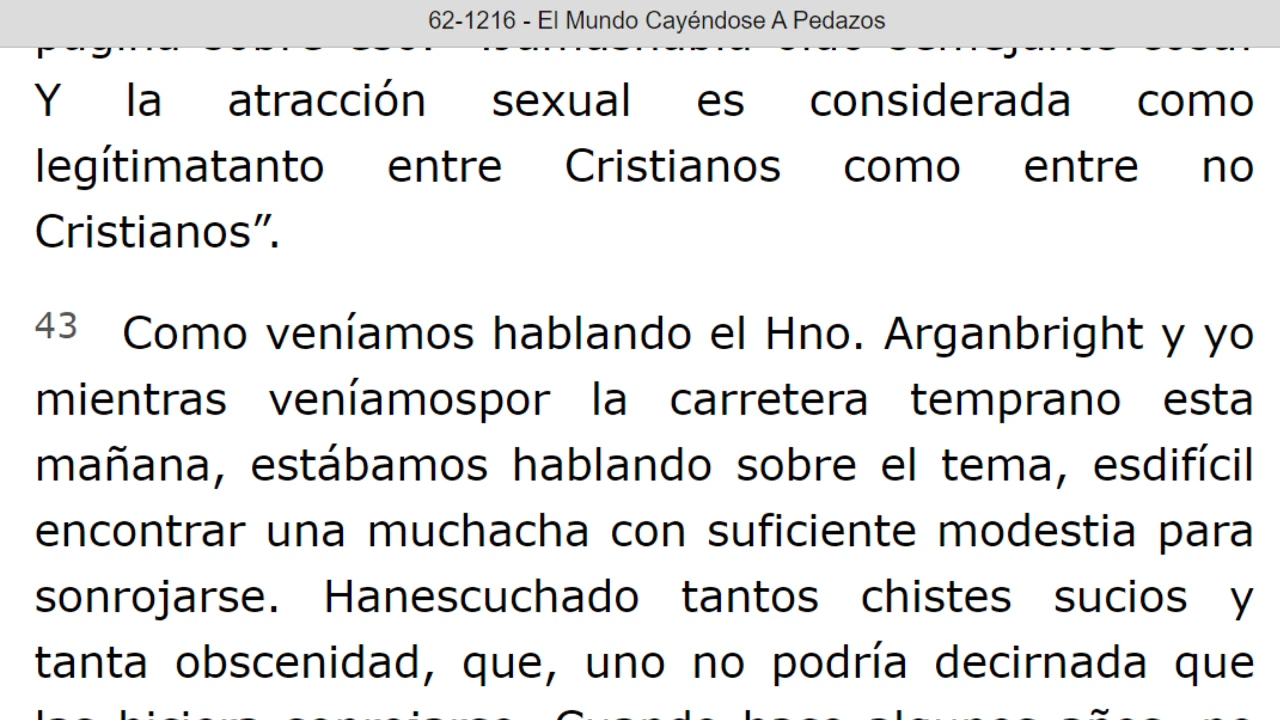 62-1216 - El Mundo Cayéndose A Pedazos
Y la atracción sexual es considerada como
legítimatanto entre Cristianos como entre no
Cristianos”.
43 Como veníamos hablando el Hno. Arganbright y yo
mientras veníamospor la carretera temprano esta
mañana, estábamos hablando sobre el tema, esdifícil
encontrar una muchacha con suficiente modestia para
sonrojarse. Hanescuchado tantos chistes sucios y
tanta obscenidad, que, uno no podría decirnada que